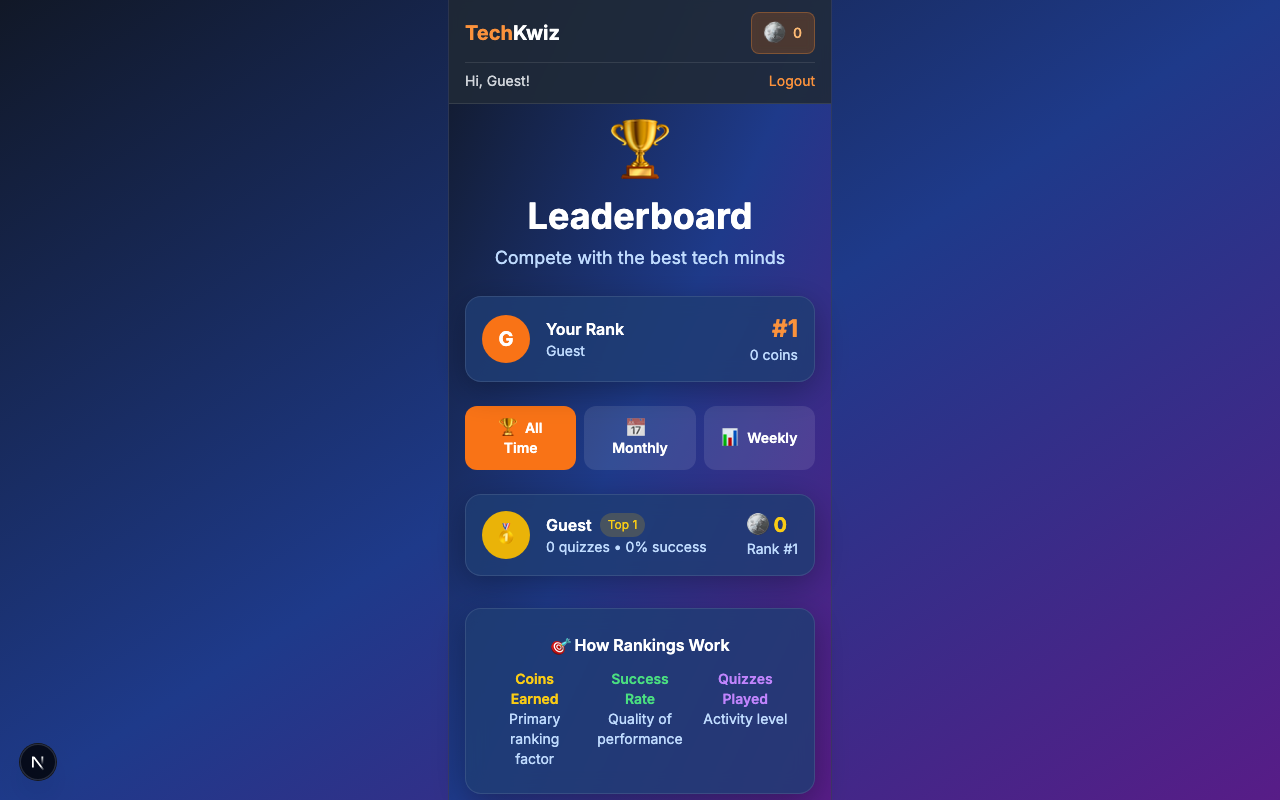 TechKwiz
0
Hi, Guest!
Logout
Leaderboard
Compete with the best tech minds
G
Your Rank
Guest
#1
0 coins
All
Time
Monthly
Weekly
Guest
Top 1
0 quizzes • 0% success
0
Rank #1
How Rankings Work
Coins
Earned
Primary
ranking
factor
Success
Rate
Quality of
performance
Quizzes
Played
Activity level
N